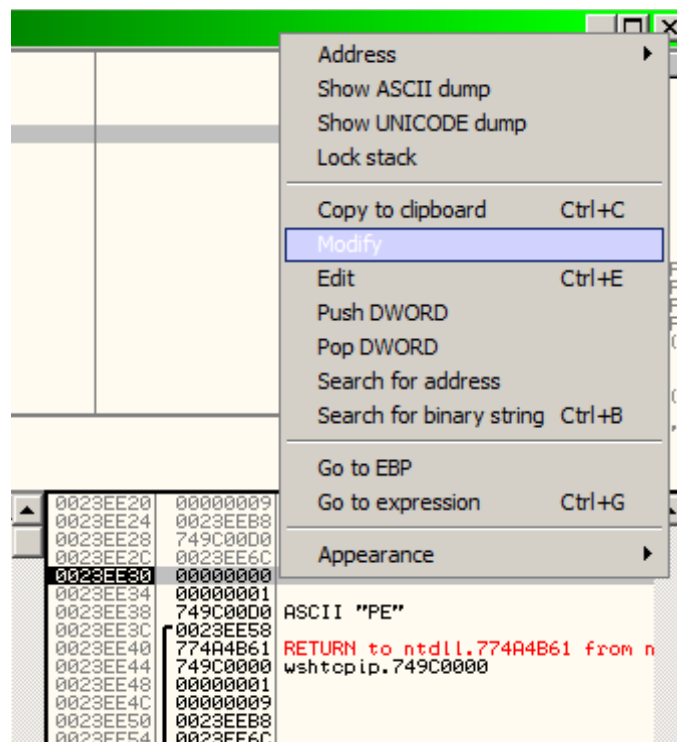 Address
Show ASCII dump
Show UNICODE dump
Lock stack
Copy to clipboard Ctrl+C
Modify
Edit Ctrl+E
Push DWORD
Pop DWORD
Search for address
Search for binary string Ctrl+B
Go to EBP
Go to expression Ctrl+G
Appearance
0023EE20 00000009
0023EE24 0023EEB8
0023EE28 749C00D0
0023EE2C 0023EE6C
0023EE30 00000000
0023EE34 00000001
0023EE38 749C00D0 ASCII "PE"
0023EE3C 0023EE58
0023EE40 774A4B61 RETURN to ntdll.774A4B61 from n
0023EE44 749C0000 wshtcpip.749C0000
0023EE48 00000001
0023EE4C 00000009
0023EE50 0023EEB8
0023EE54 0023EE6C